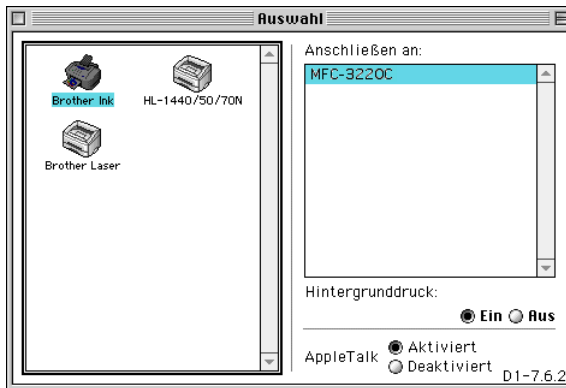 Auswahl
Brother Ink
HL-1440/50/70N
Brother Laser
Anschließen an:
MFC-3220C
Hintergrunddruck:
Ein Aus
AppleTalk
Aktiviert
Deaktiviert
D1-7.6.2